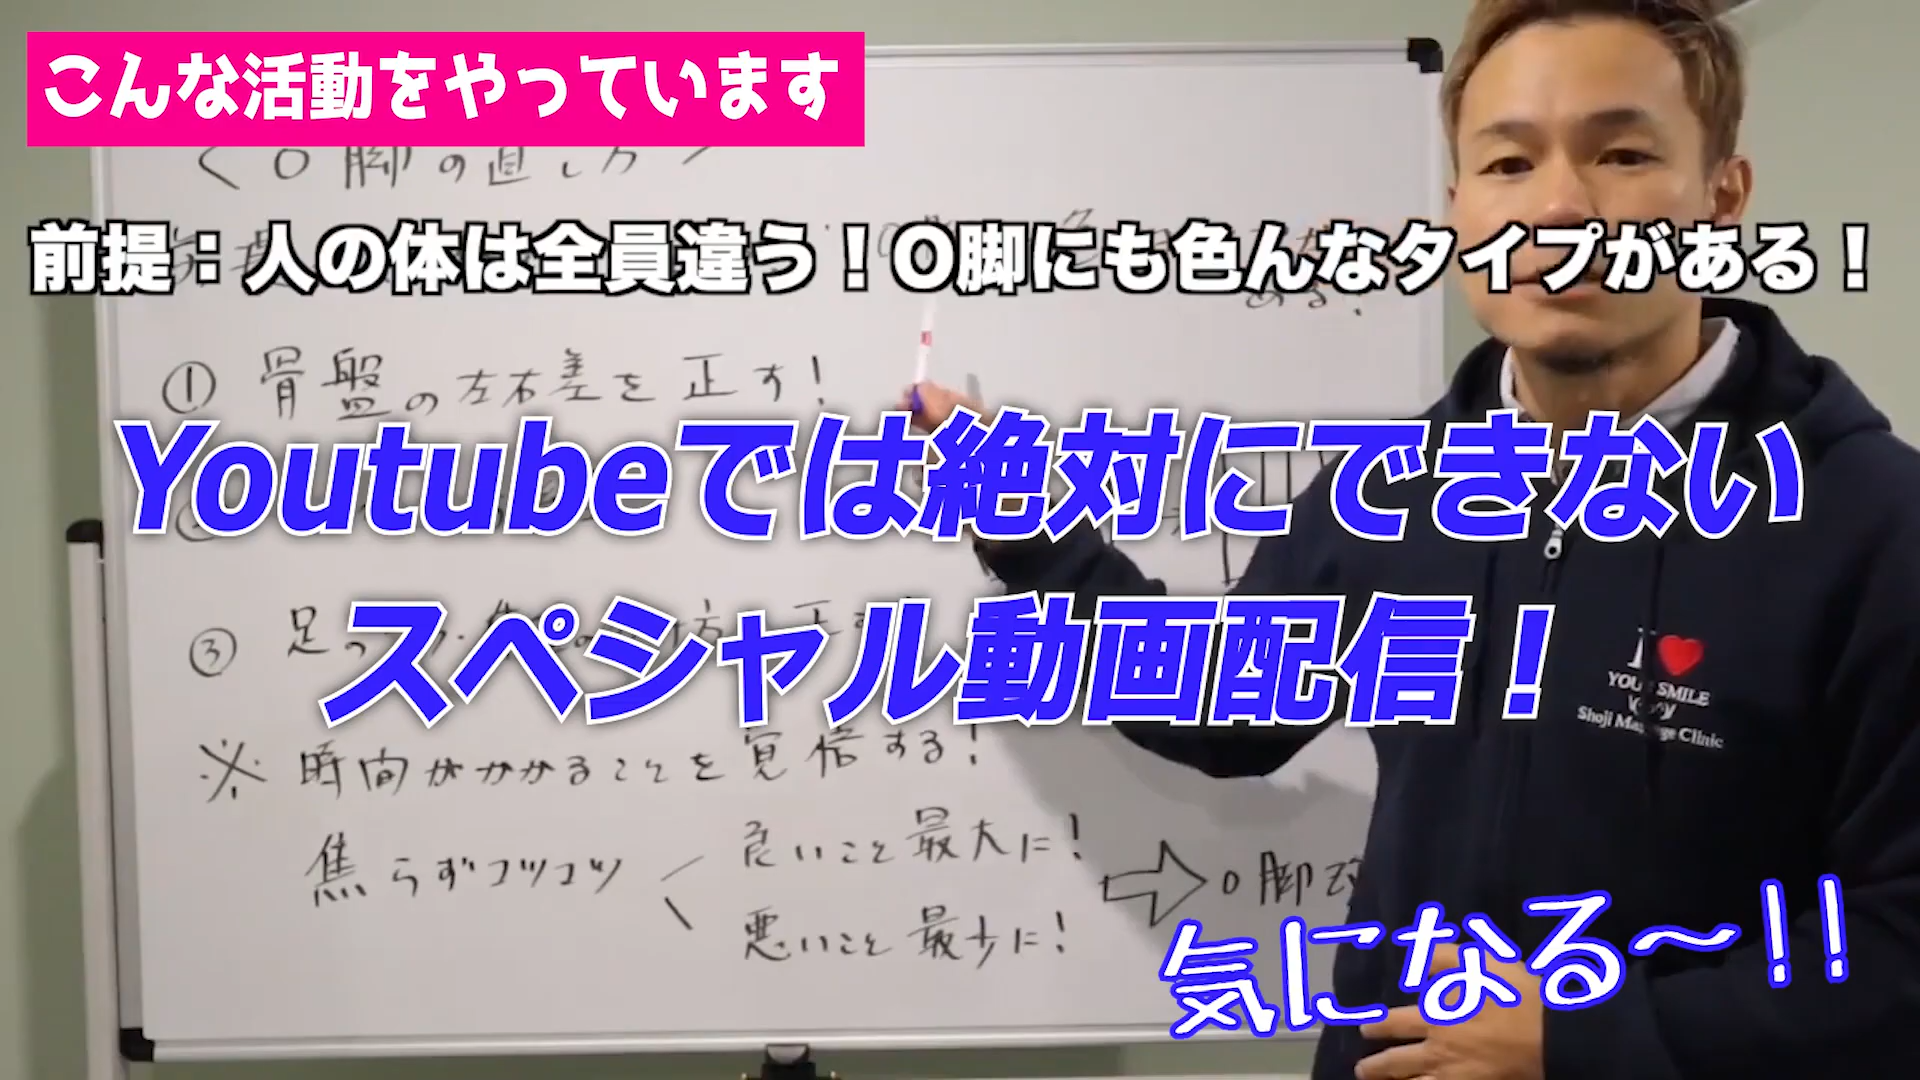 こんな活動をやっています
<O脚の直し方>
前提：人の体は全員違う！O脚にも色んなタイプがある！
ある！
① 骨盤の左右差を正す！
Youtubeでは絶対にできない
②
③ 足の
スペシャル動画配信！
I ❤
YOUR SMILE
Shoji Massage Clinic
※ 時間がかかることを覚悟する！
焦らずコツコツ
良いこと最大に！
悪いこと最少に！
⇒ O脚改
気になる〜!!